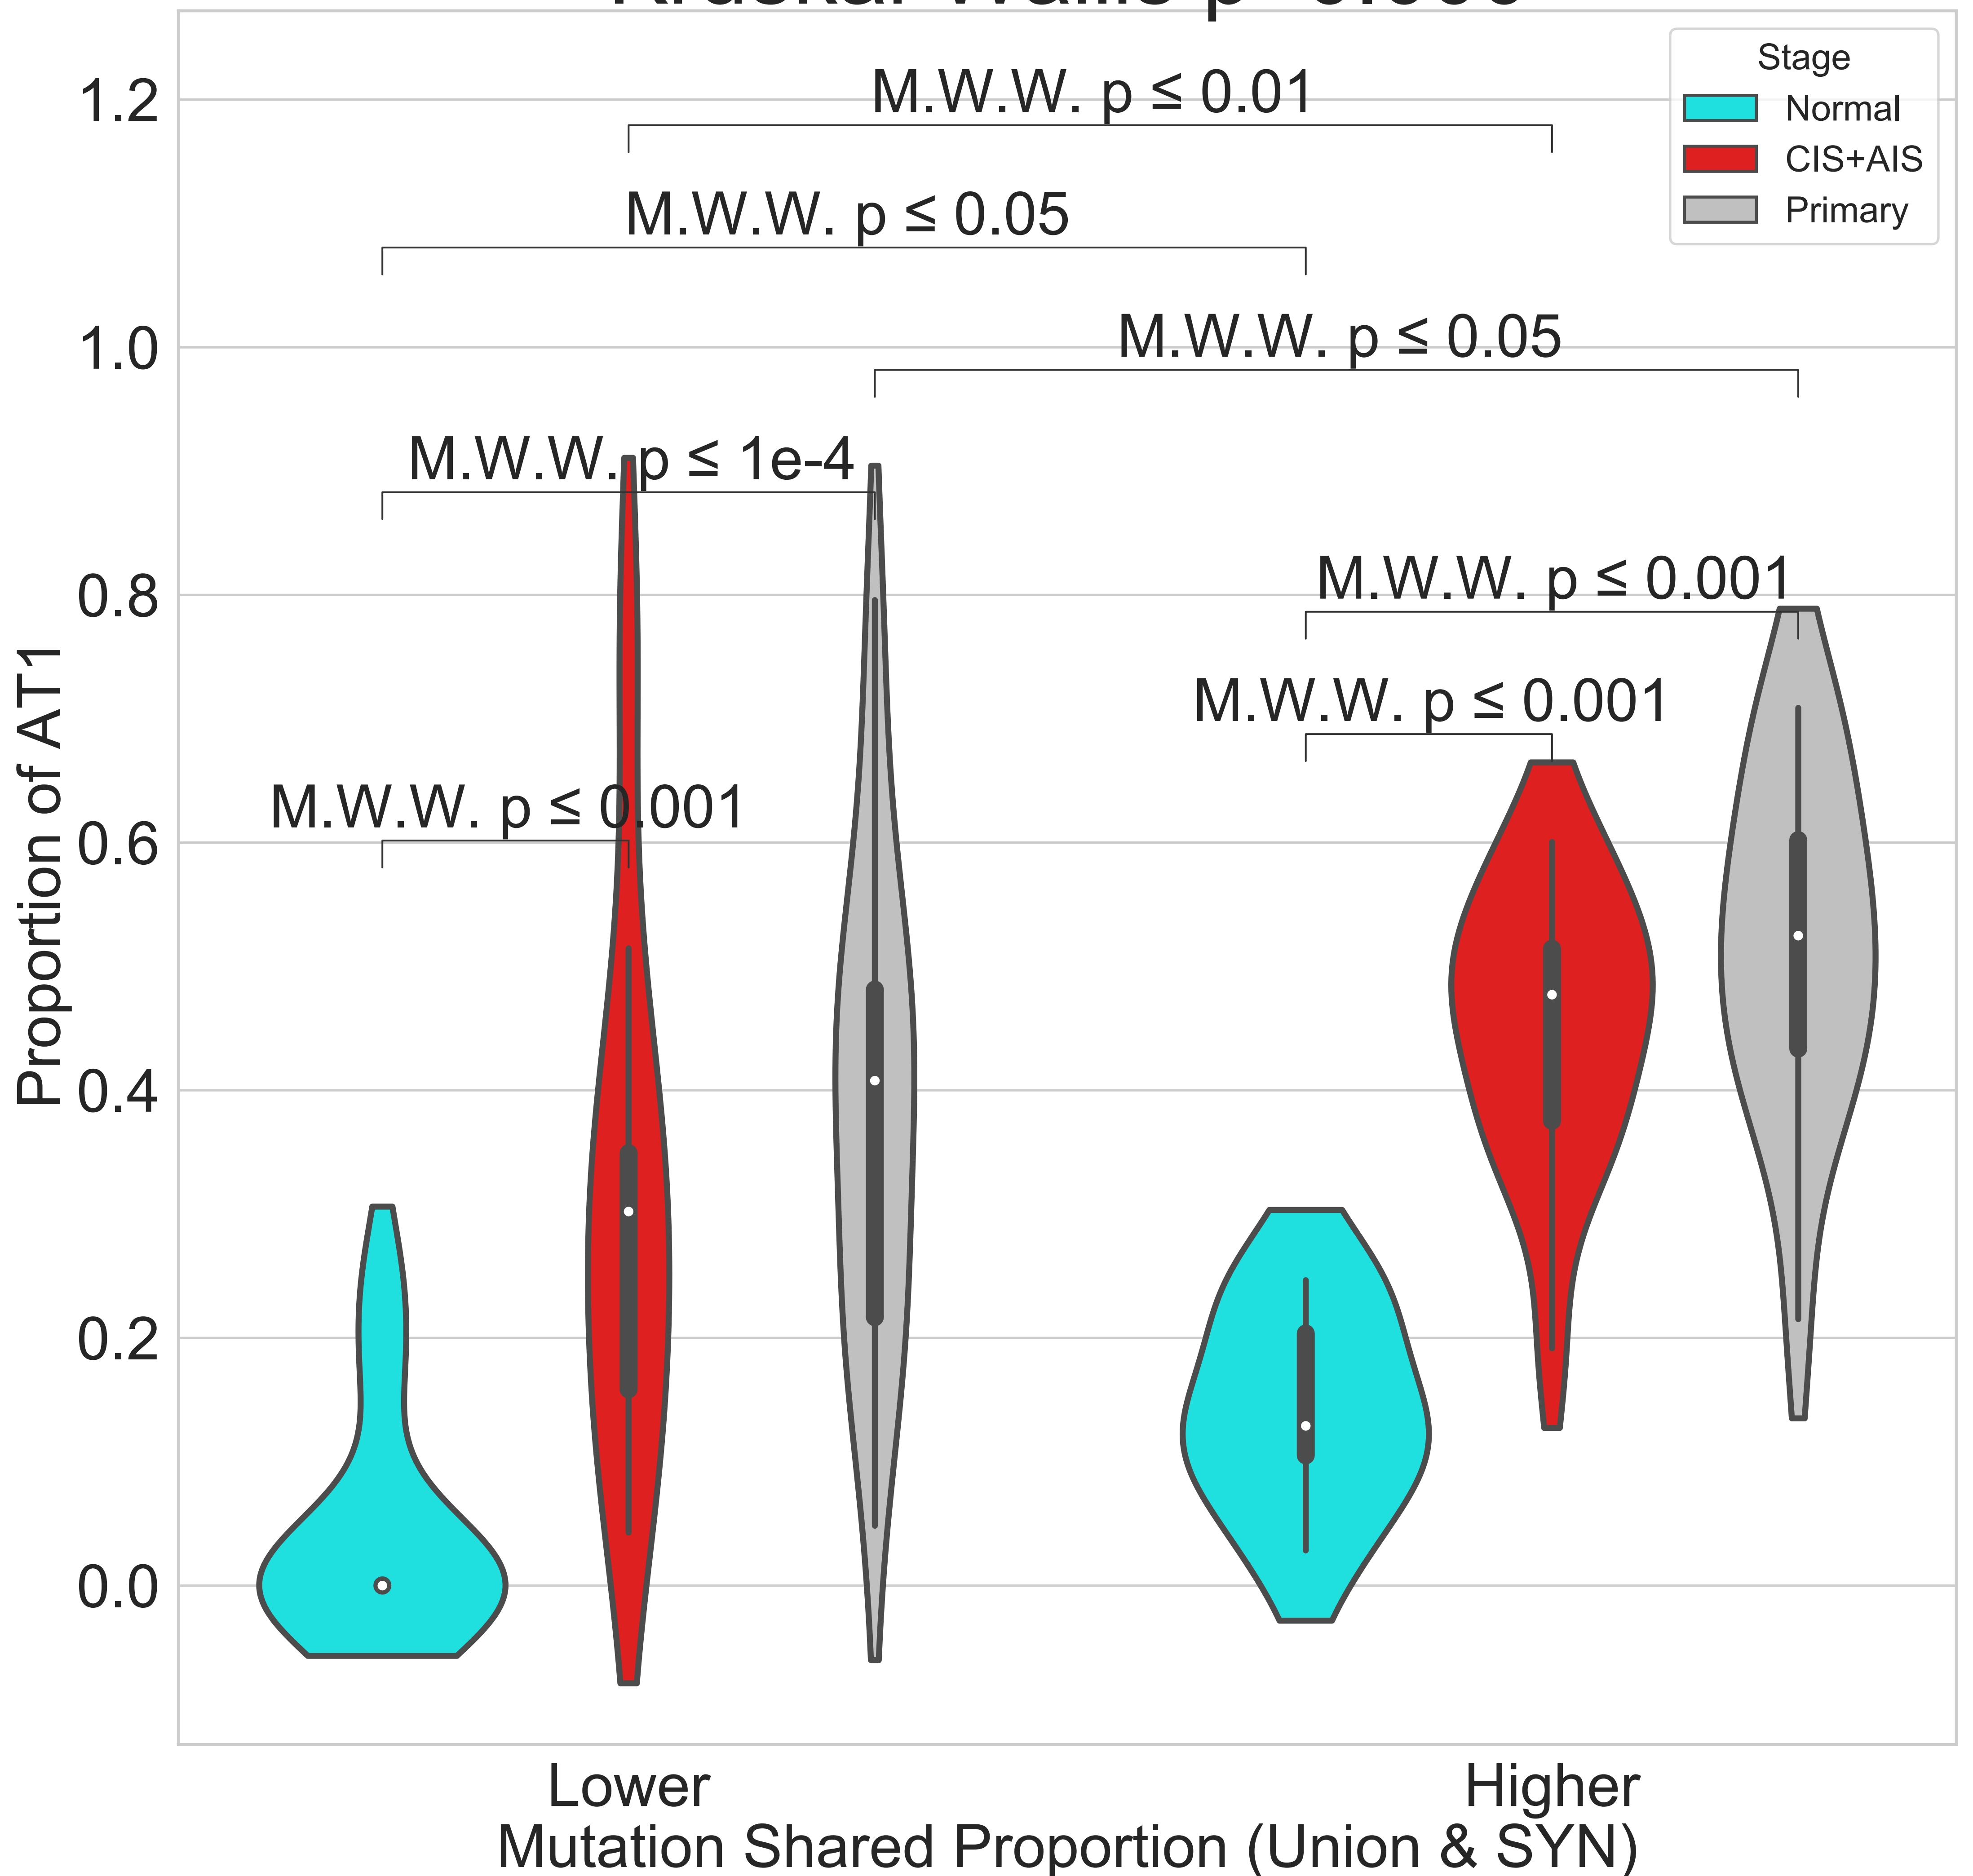 1.2
1.0
0.8
0.6
0.4
0.2
0.0
Proportion of AT1
M.W.W. p ≤ 0.01
M.W.W. p ≤ 0.05
M.W.W. p ≤ 0.05
M.W.W. p ≤ 1e-4
M.W.W. p ≤ 0.001
M.W.W. p ≤ 0.001
M.W.W. p ≤ 0.001
Stage
Normal
CIS+AIS
Primary
Lower
Higher
Mutation Shared Proportion (Union & SYN)